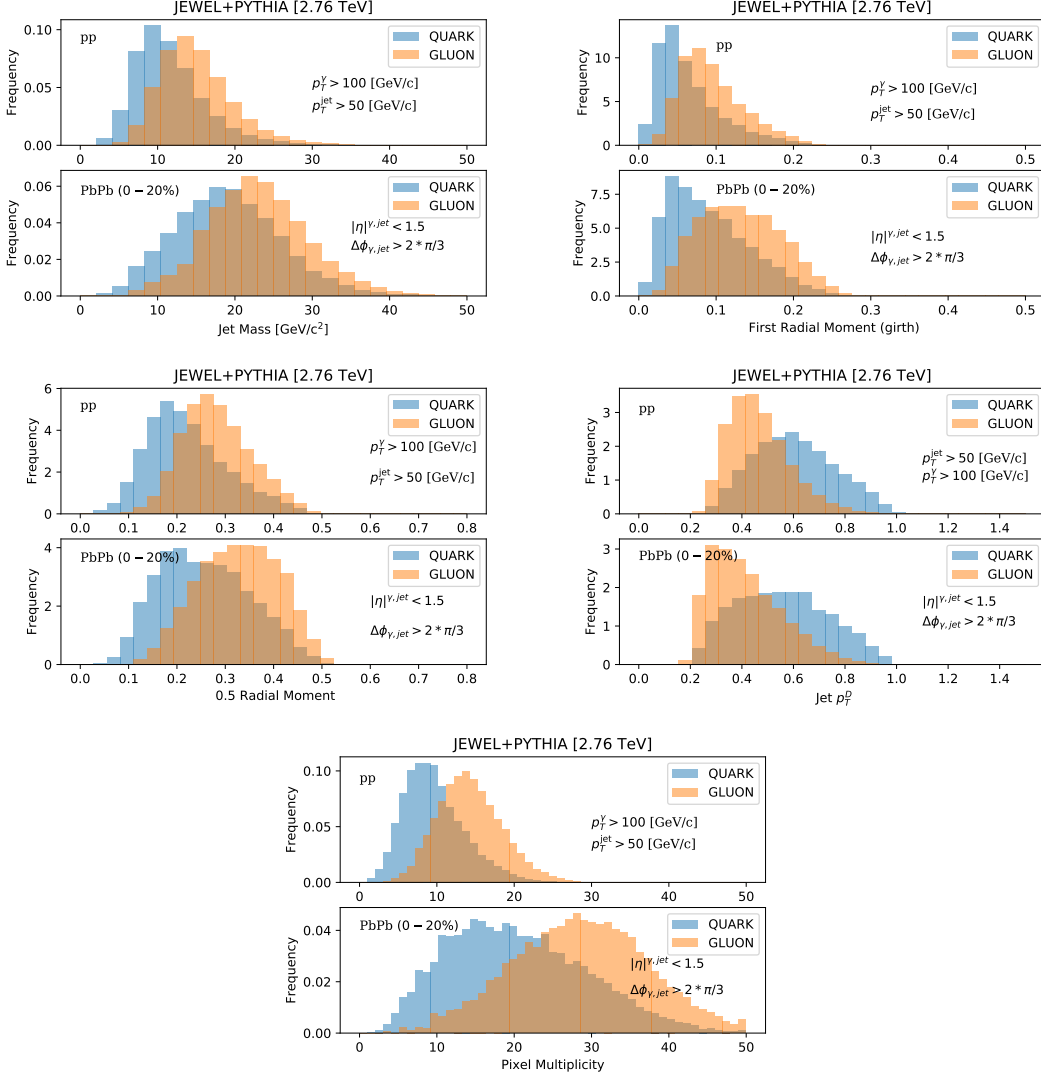 JEWEL+PYTHIA [2.76 TeV]
Frequency
0.10
0.05
0.00
pp
QUARK
GLUON
p_T^γ > 100 [GeV/c]
p_T^jet > 50 [GeV/c]
0 10 20 30 40 50
Frequency
0.06
0.04
0.02
0.00
PbPb (0 − 20%)
QUARK
GLUON
|η|^γ,jet < 1.5
Δϕ_γ,jet > 2 * π/3
0 10 20 30 40 50
Jet Mass [GeV/c²]
JEWEL+PYTHIA [2.76 TeV]
Frequency
10
5
0
pp
QUARK
GLUON
p_T^γ > 100 [GeV/c]
p_T^jet > 50 [GeV/c]
0.0 0.1 0.2 0.3 0.4 0.5
Frequency
7.5
5.0
2.5
0.0
PbPb (0 − 20%)
QUARK
GLUON
|η|^γ,jet < 1.5
Δϕ_γ,jet > 2 * π/3
0.0 0.1 0.2 0.3 0.4 0.5
First Radial Moment (girth)
JEWEL+PYTHIA [2.76 TeV]
Frequency
6
4
2
0
pp
QUARK
GLUON
p_T^γ > 100 [GeV/c]
p_T^jet > 50 [GeV/c]
0.0 0.1 0.2 0.3 0.4 0.5 0.6 0.7 0.8
Frequency
4
2
0
PbPb (0 − 20%)
QUARK
GLUON
|η|^γ,jet < 1.5
Δϕ_γ,jet > 2 * π/3
0.0 0.1 0.2 0.3 0.4 0.5 0.6 0.7 0.8
0.5 Radial Moment
JEWEL+PYTHIA [2.76 TeV]
Frequency
3
2
1
0
pp
QUARK
GLUON
p_T^jet > 50 [GeV/c]
p_T^γ > 100 [GeV/c]
0.0 0.2 0.4 0.6 0.8 1.0 1.2 1.4
Frequency
3
2
1
0
PbPb (0 − 20%)
QUARK
GLUON
|η|^γ,jet < 1.5
Δϕ_γ,jet > 2 * π/3
0.0 0.2 0.4 0.6 0.8 1.0 1.2 1.4
Jet p_T^D
JEWEL+PYTHIA [2.76 TeV]
Frequency
0.10
0.05
0.00
pp
QUARK
GLUON
p_T^γ > 100 [GeV/c]
p_T^jet > 50 [GeV/c]
0 10 20 30 40 50
Frequency
0.04
0.02
0.00
PbPb (0 − 20%)
QUARK
GLUON
|η|^γ,jet < 1.5
Δϕ_γ,jet > 2 * π/3
0 10 20 30 40 50
Pixel Multiplicity